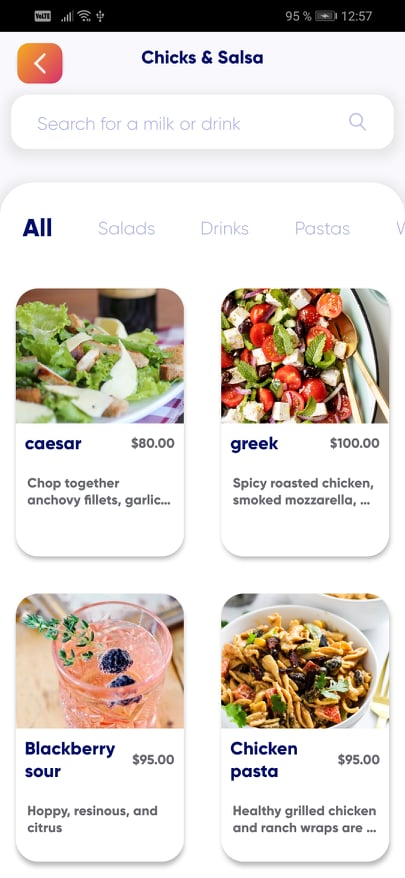 VoLTE
95 %
12:57
Chicks & Salsa
Search for a milk or drink
All Salads Drinks Pastas W
caesar $80.00
Chop together
anchovy fillets, garlic...
greek $100.00
Spicy roasted chicken,
smoked mozzarella, ...
Blackberry
sour
$95.00
Hoppy, resinous, and
citrus
Chicken
pasta
$95.00
Healthy grilled chicken
and ranch wraps are ...